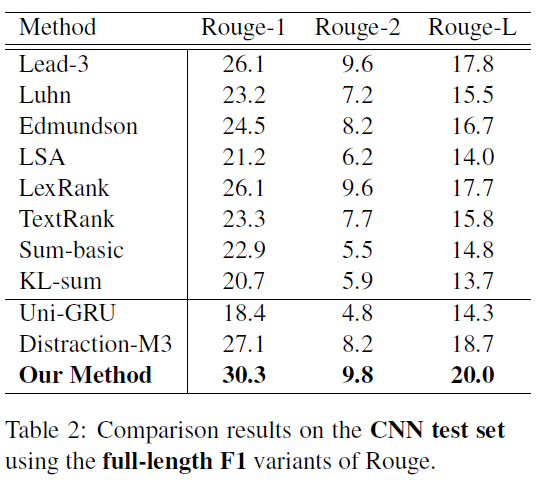 Method Rouge-1 Rouge-2 Rouge-L
Lead-3 26.1 9.6 17.8
Luhn 23.2 7.2 15.5
Edmundson 24.5 8.2 16.7
LSA 21.2 6.2 14.0
LexRank 26.1 9.6 17.7
TextRank 23.3 7.7 15.8
Sum-basic 22.9 5.5 14.8
KL-sum 20.7 5.9 13.7
Uni-GRU 18.4 4.8 14.3
Distraction-M3 27.1 8.2 18.7
Our Method 30.3 9.8 20.0
Table 2: Comparison results on the CNN test set
using the full-length F1 variants of Rouge.